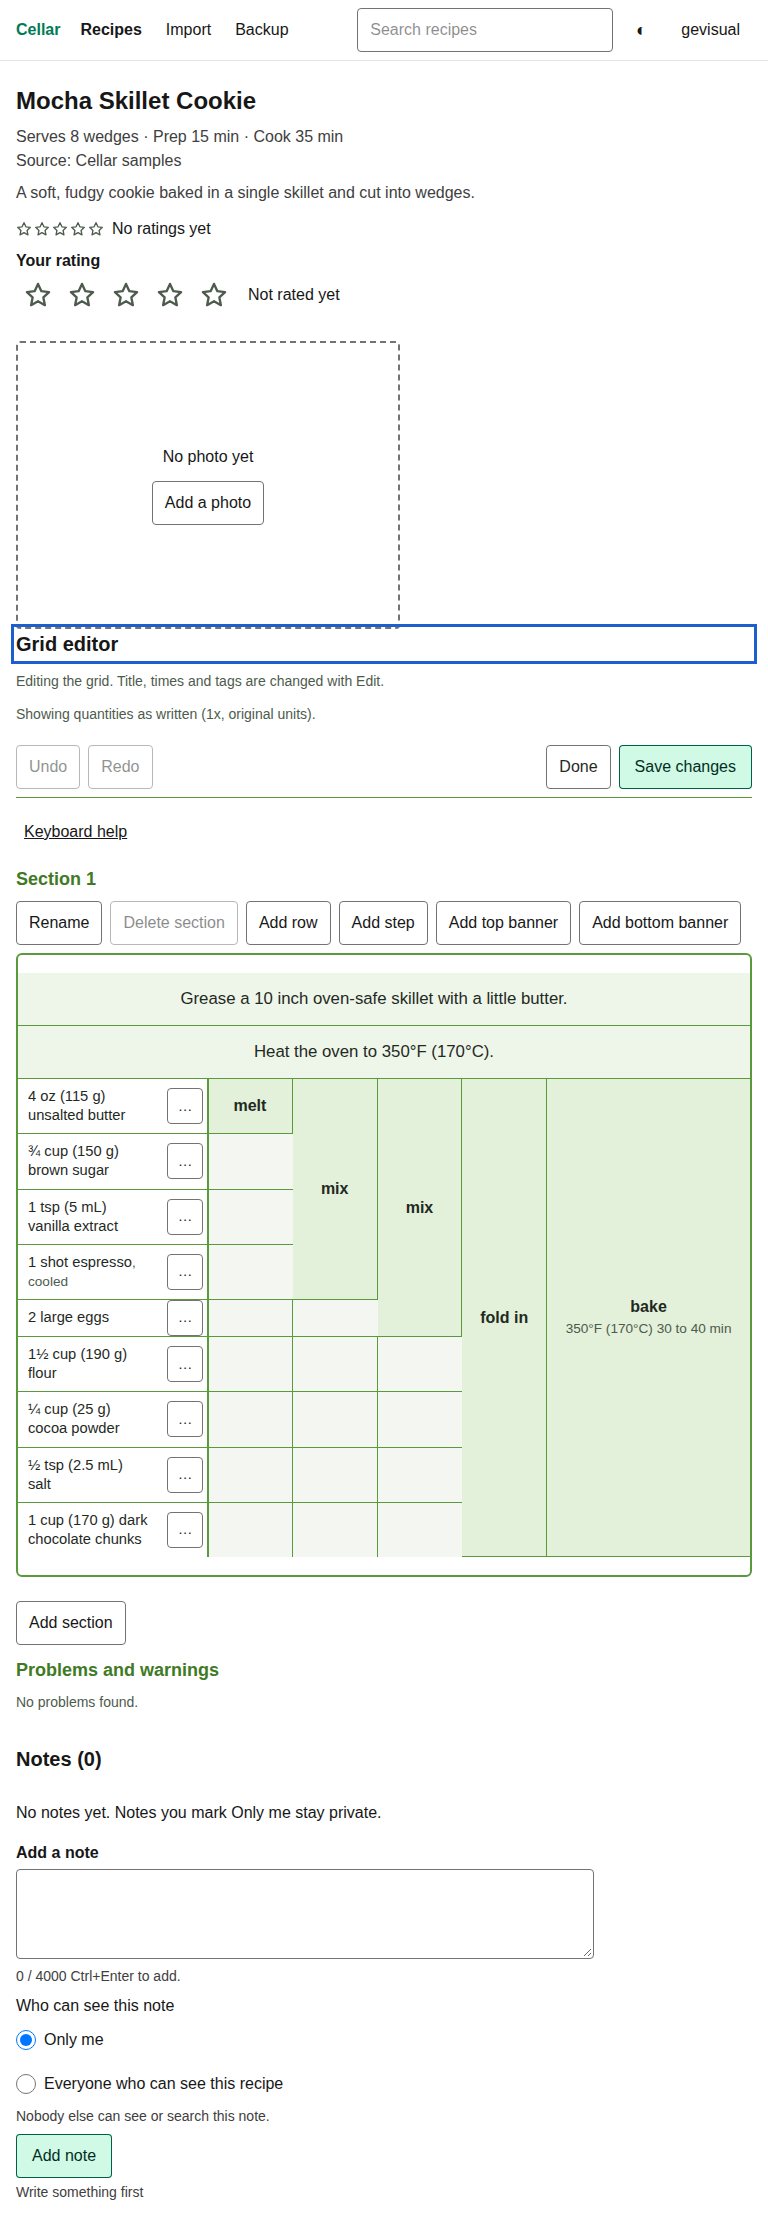 Cellar Recipes Import Backup Search recipes gevisual
Mocha Skillet Cookie
Serves 8 wedges · Prep 15 min · Cook 35 min
Source: Cellar samples
A soft, fudgy cookie baked in a single skillet and cut into wedges.
No ratings yet
Your rating
Not rated yet
No photo yet
Add a photo
Grid editor
Editing the grid. Title, times and tags are changed with Edit.
Showing quantities as written (1x, original units).
Undo Redo Done Save changes
Keyboard help
Section 1
Rename Delete section Add row Add step Add top banner Add bottom banner
Grease a 10 inch oven-safe skillet with a little butter.
Heat the oven to 350°F (170°C).
4 oz (115 g)
unsalted butter
...
melt
¾ cup (150 g)
brown sugar
...
mix
1 tsp (5 mL)
vanilla extract
...
mix
1 shot espresso,
cooled
...
2 large eggs
...
fold in
bake
350°F (170°C) 30 to 40 min
1½ cup (190 g)
flour
...
¼ cup (25 g)
cocoa powder
...
½ tsp (2.5 mL)
salt
...
1 cup (170 g) dark
chocolate chunks
...
Add section
Problems and warnings
No problems found.
Notes (0)
No notes yet. Notes you mark Only me stay private.
Add a note
0 / 4000 Ctrl+Enter to add.
Who can see this note
Only me
Everyone who can see this recipe
Nobody else can see or search this note.
Add note
Write something first